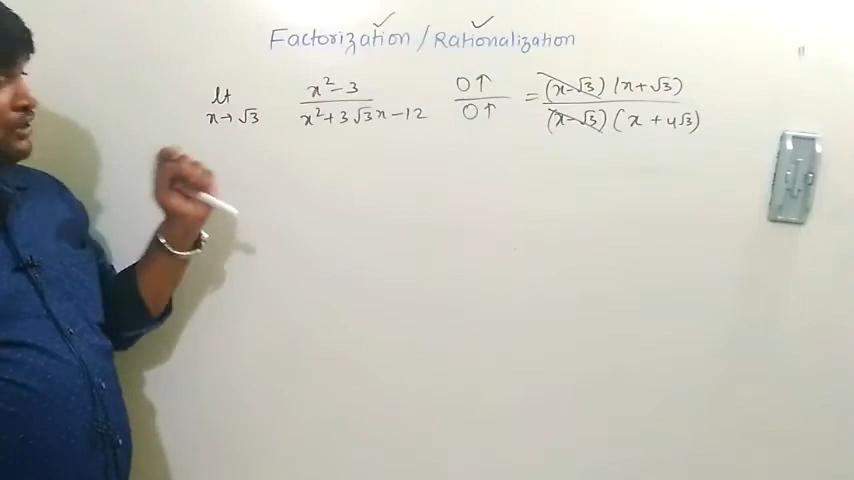 Factorization / Rationalization
lt x→√3 x²-3 / x²+3√3x-12 0↑ / 0↑ = (x-√3) (x+√3) / (x-√3) (x+4√3)